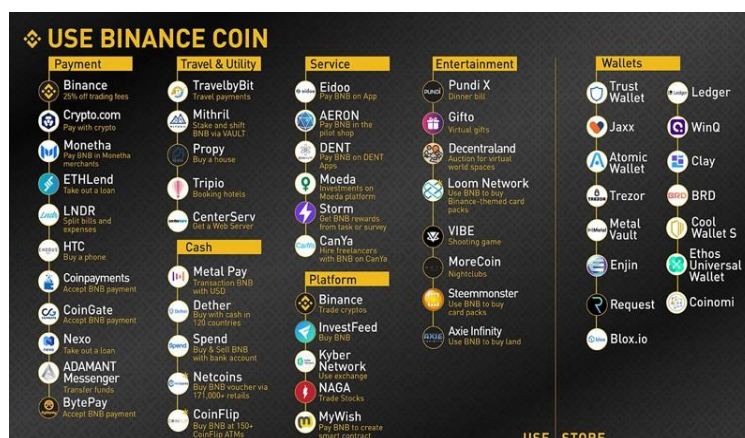 USE BINANCE COIN
Payment
Binance
25% off trading fees
Crypto.com
Pay with crypto
Monetha
Pay BNB in Monetha
merchants
ETHLend
Take out a loan
LNDR
Split bills and
expenses
HTC
Buy a phone
Coinpayments
Accept BNB payment
CoinGate
Accept BNB payment
Nexo
Take out a loan
ADAMANT
Messenger
Transfer funds
BytePay
Accept BNB payment
Travel & Utility
TravelbyBit
Travel payments
Mithril
Stake and shift
BNB via VAULT
Propy
Buy a house
Tripio
Booking hotels
CenterServ
Get a Web Server
Cash
Metal Pay
Transaction BNB
with USD
Dether
Buy with cash in
120 countries
Spend
Buy & Sell BNB
with bank account
Netcoins
Buy BNB voucher via
171,000+ retails
CoinFlip
Buy BNB at 150+
CoinFlip ATMs
Service
Eidoo
Pay BNB on App
AERON
Pay BNB in the
pilot shop
DENT
Pay BNB on DENT
Apps
Moeda
Investments on
Moeda platform
Storm
Get BNB rewards
from task or survey
CanYa
Hire freelancers
with BNB on CanYa
Platform
Binance
Trade cryptos
InvestFeed
Buy BNB
Kyber
Network
Use exchange
NAGA
Trade Stocks
MyWish
Pay BNB to create
smart contract
Entertainment
Pundi X
Dinner bill
Gifto
Virtual gifts
Decentraland
Auction for virtual
world spaces
Loom Network
Use BNB to buy
Binance-themed card
packs
VIBE
Shooting game
MoreCoin
Nightclubs
Steemmonster
Use BNB to buy
card packs
Axie Infinity
Use BNB to buy land
Wallets
Trust
Wallet
Jaxx
Atomic
Wallet
Trezor
Metal
Vault
Enjin
Request
Blox.io
Ledger
WinQ
Clay
BRD
Cool
Wallet S
Ethos
Universal
Wallet
Coinomi
USE STORE